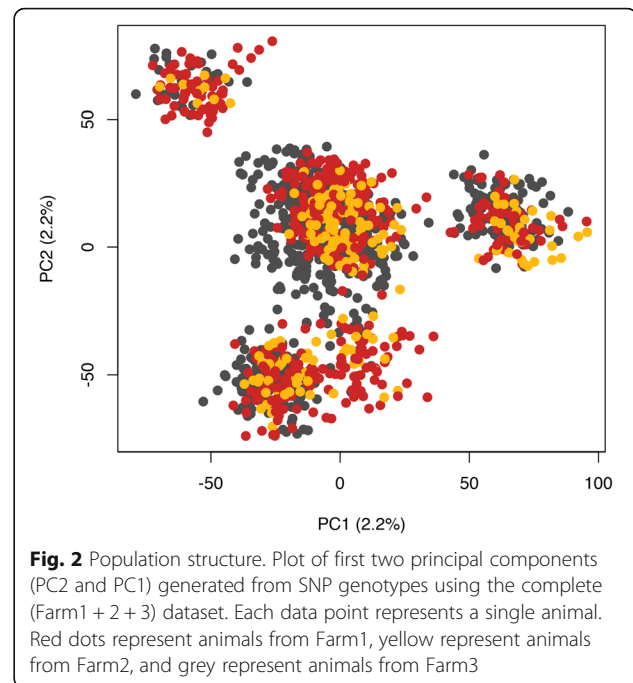 50
0
-50
PC2 (2.2%)
-50
0
50
100
PC1 (2.2%)
Fig. 2 Population structure. Plot of first two principal components
(PC2 and PC1) generated from SNP genotypes using the complete
(Farm1 + 2 + 3) dataset. Each data point represents a single animal.
Red dots represent animals from Farm1, yellow represent animals
from Farm2, and grey represent animals from Farm3